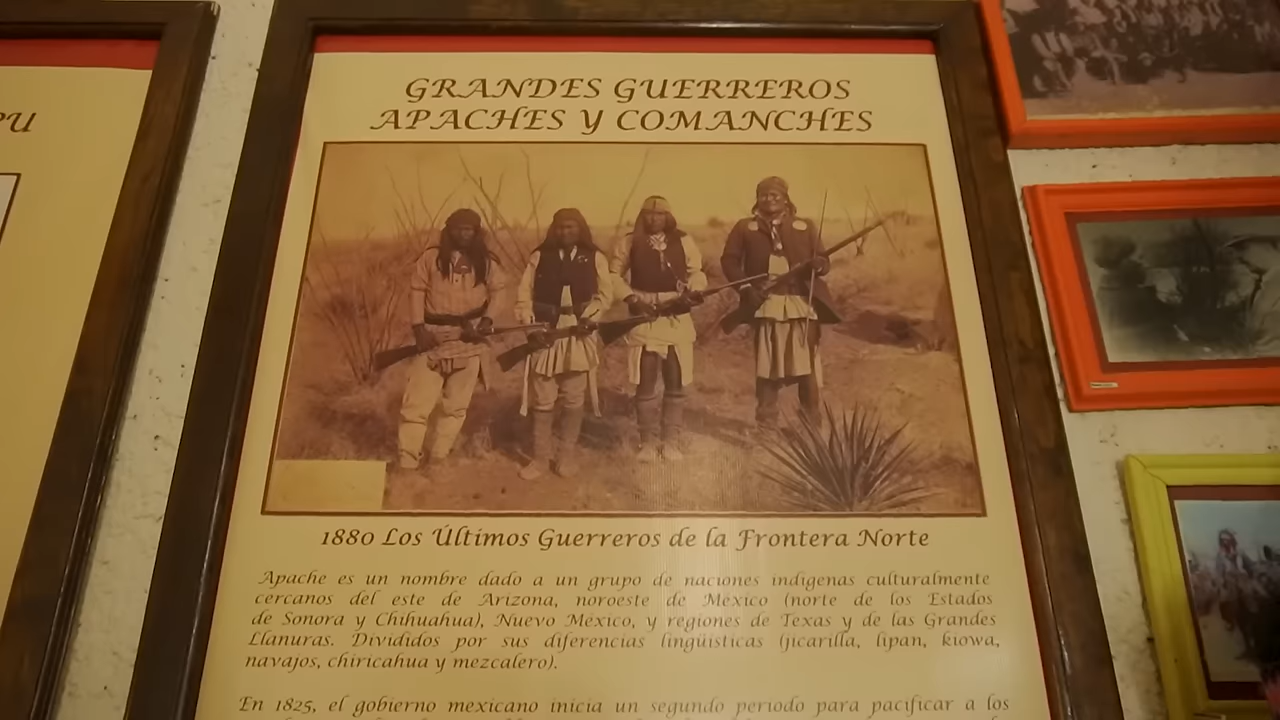 PU
GRANDES GUERREROS
APACHES Y COMANCHES
1880 Los Últimos Guerreros de la Frontera Norte
Apache es un nombre dado a un grupo de naciones indígenas culturalmente
cercanos del este de Arizona, noroeste de México (norte de los Estados
de Sonora y Chihuahua), Nuevo México, y regiones de Texas y de las Grandes
Llanuras. Divididos por sus diferencias lingüísticas (jicarilla, lipan, kiowa,
navajos, chiricahua y mezcalero).
En 1825, el gobierno mexicano inicia un segundo periodo para pacificar a los